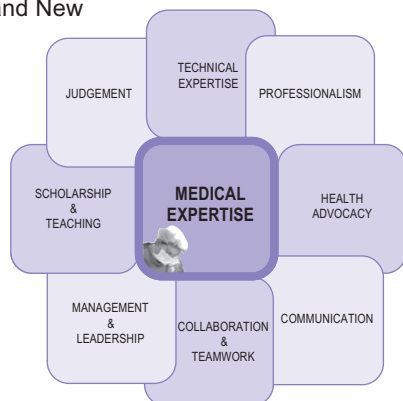 and New
TECHNICAL
EXPERTISE
JUDGEMENT
PROFESSIONALISM
SCHOLARSHIP
&
TEACHING
MEDICAL
EXPERTISE
HEALTH
ADVOCACY
MANAGEMENT
&
LEADERSHIP
COLLABORATION
&
TEAMWORK
COMMUNICATION